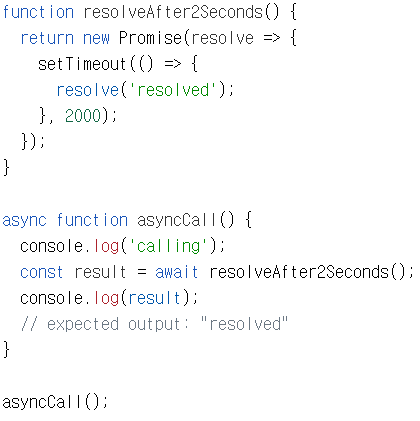 function resolveAfter2Seconds() {
  return new Promise(resolve => {
    setTimeout(() => {
      resolve('resolved');
    }, 2000);
  });
}

async function asyncCall() {
  console.log('calling');
  const result = await resolveAfter2Seconds();
  console.log(result);
  // expected output: "resolved"
}

asyncCall();